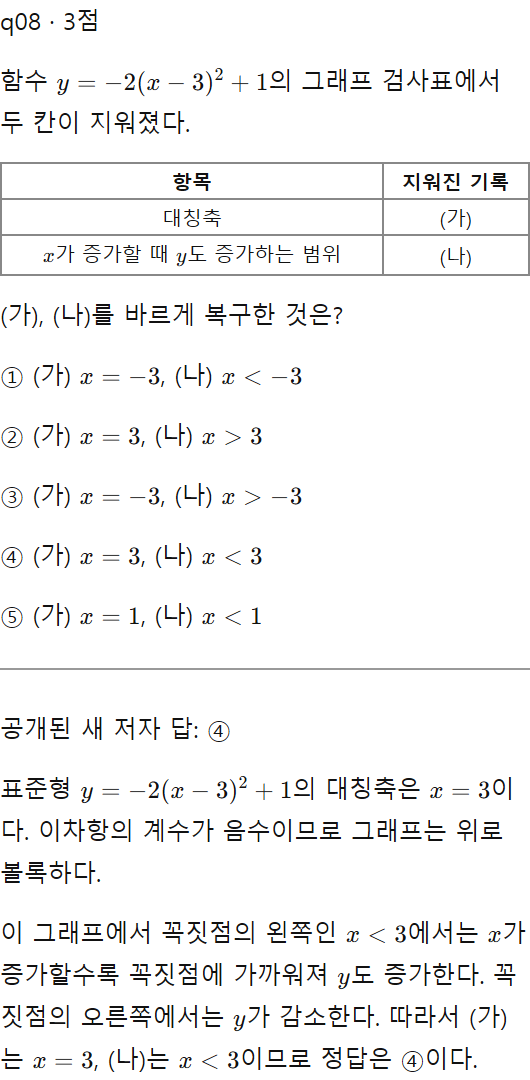 q08 · 3점
함수 y = −2(x − 3)² + 1의 그래프 검사표에서
두 칸이 지워졌다.
항목 지워진 기록
대칭축 (가)
x가 증가할 때 y도 증가하는 범위 (나)
(가), (나)를 바르게 복구한 것은?
① (가) x = −3, (나) x < −3
② (가) x = 3, (나) x > 3
③ (가) x = −3, (나) x > −3
④ (가) x = 3, (나) x < 3
⑤ (가) x = 1, (나) x < 1
공개된 새 저자 답: ④
표준형 y = −2(x − 3)² + 1의 대칭축은 x = 3이
다. 이차항의 계수가 음수이므로 그래프는 위로
볼록하다.
이 그래프에서 꼭짓점의 왼쪽인 x < 3에서는 x가
증가할수록 꼭짓점에 가까워져 y도 증가한다. 꼭
짓점의 오른쪽에서는 y가 감소한다. 따라서 (가)
는 x = 3, (나)는 x < 3이므로 정답은 ④이다.